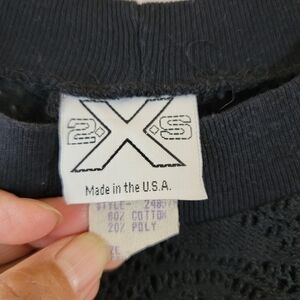 2 X S
Made in the U.S.A.
STYLE-
80% COTTON
20% POLY